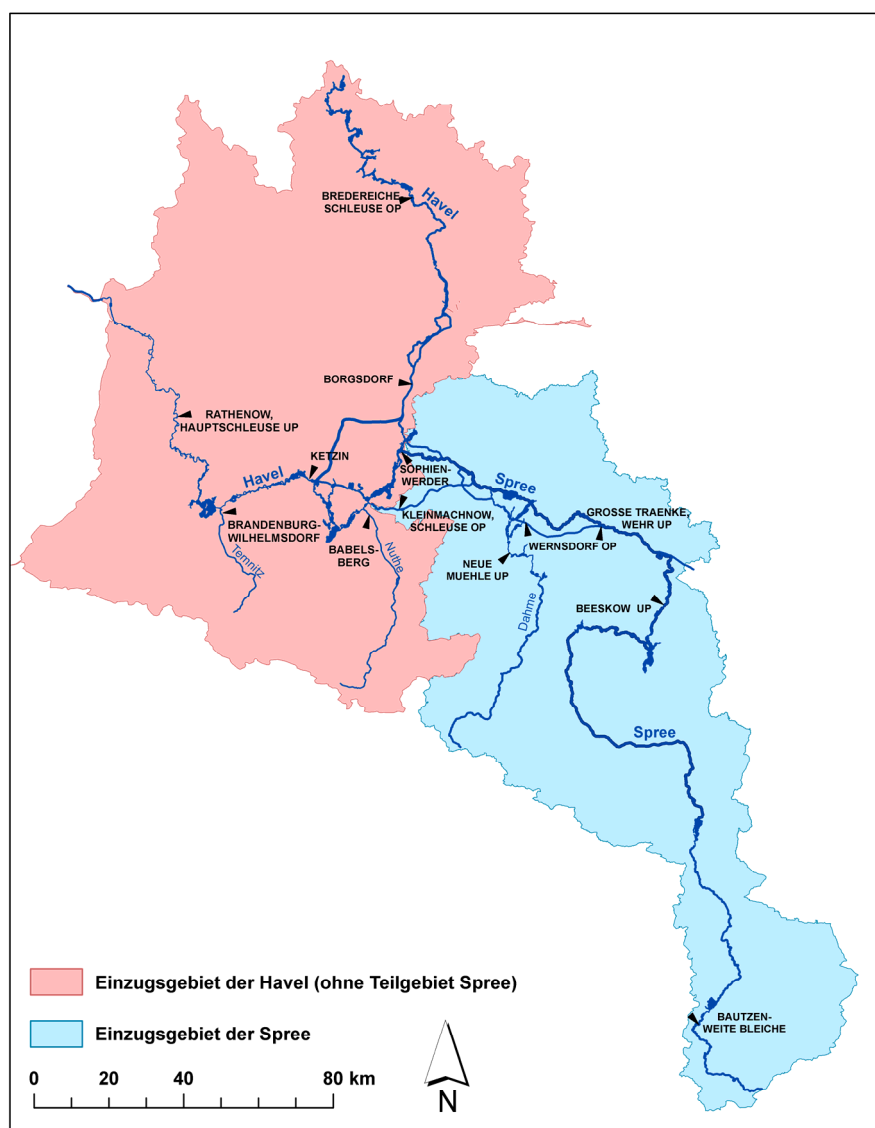 BREDEREICHE
SCHLEUSE OP
Havel
BORGSDORF
RATHENOW,
HAUPTSCHLEUSE UP
KETZIN
Havel
SOPHIEN-
WERDER
Spree
KLEINMACHNOW,
SCHLEUSE OP
GROSSE TRAENKE,
WEHR UP
BRANDENBURG-
WILHELMSDORF
WERNSDORF OP
BABELS-
BERG
Nuthe
Temnitz
NEUE
MUEHLE UP
Dahme
BEESKOW UP
Spree
Einzugsgebiet der Havel (ohne Teilgebiet Spree)
Einzugsgebiet der Spree
BAUTZEN-
WEITE BLEICHE
0 20 40 80 km
N